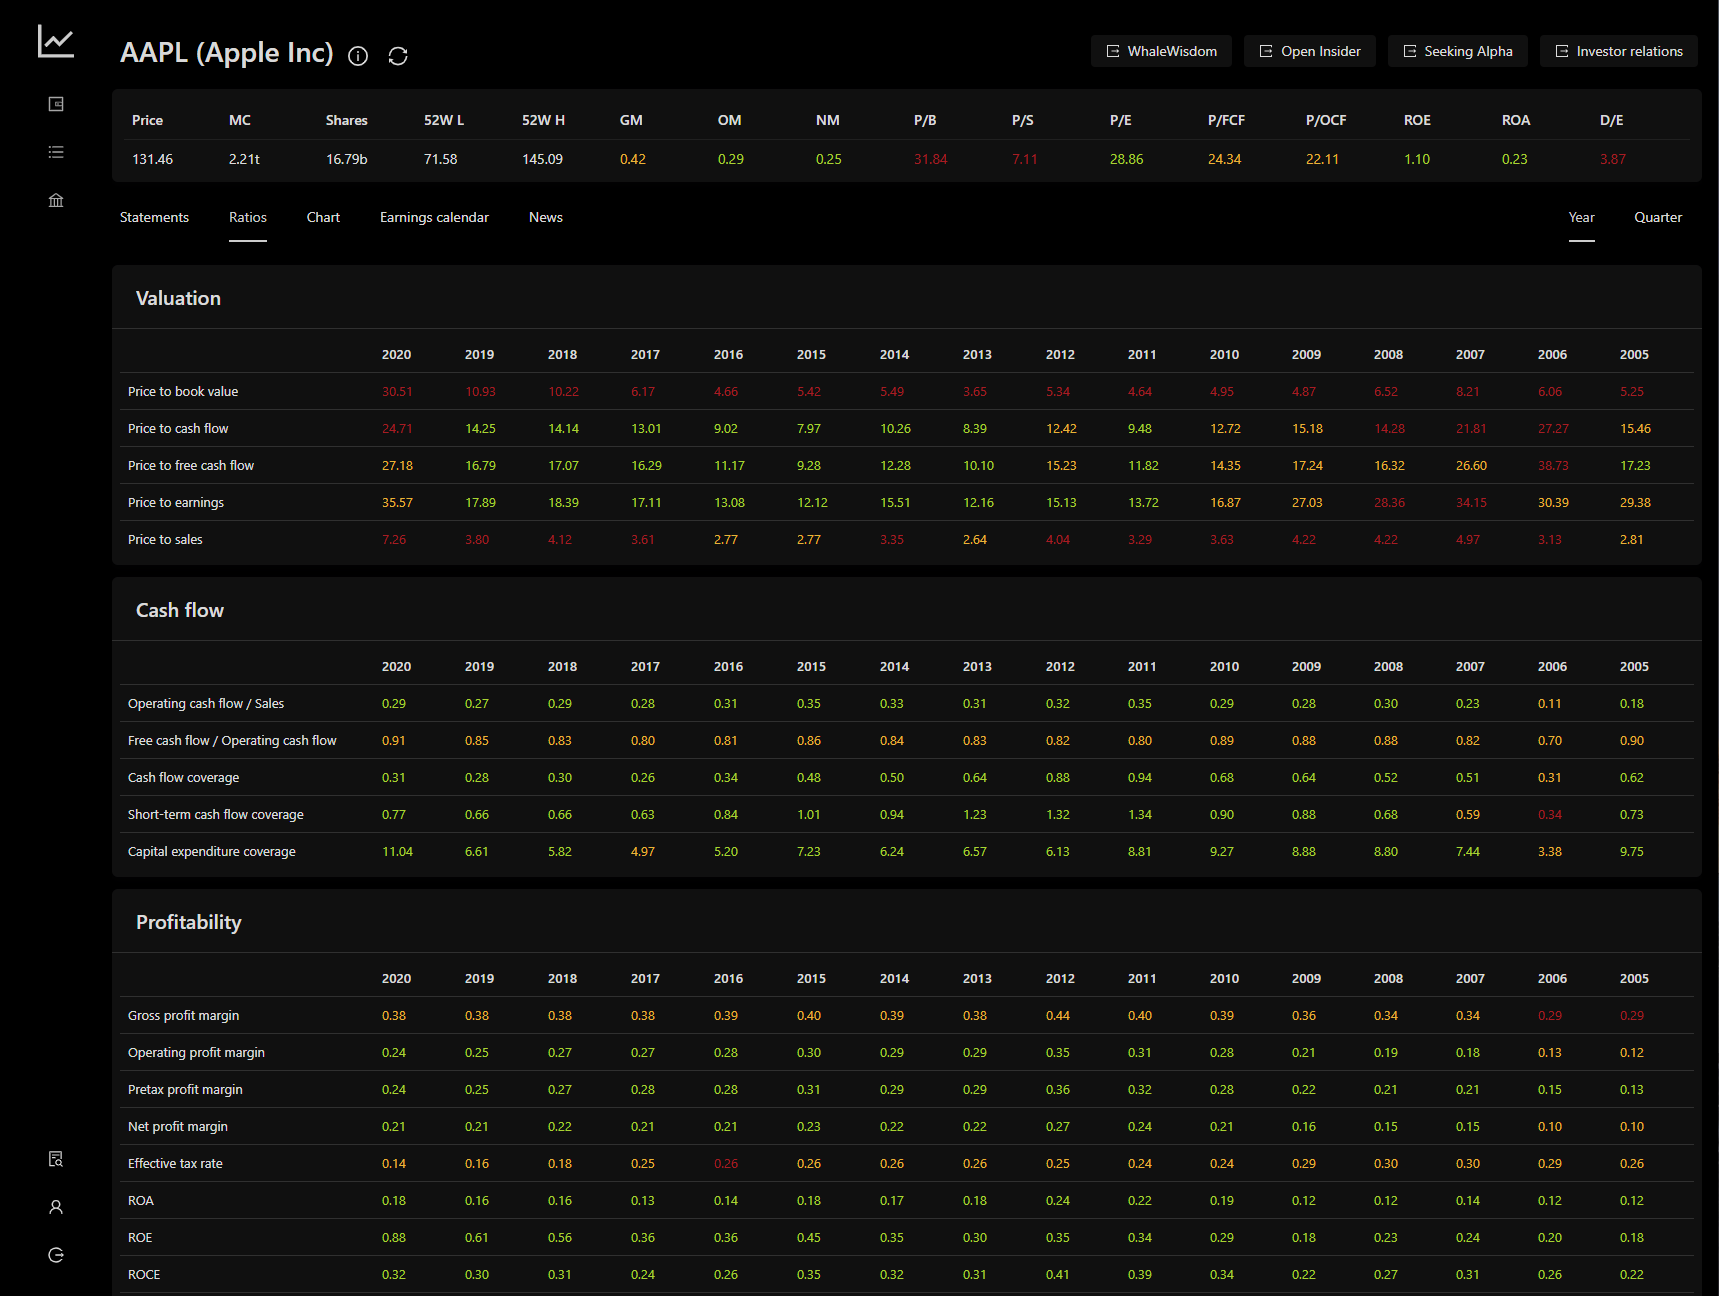 AAPL (Apple Inc)
WhaleWisdom Open Insider Seeking Alpha Investor relations
Price MC Shares 52W L 52W H GM OM NM P/B P/S P/E P/FCF P/OCF ROE ROA D/E
131.46 2.21t 16.79b 71.58 145.09 0.42 0.29 0.25 31.84 7.11 28.86 24.34 22.11 1.10 0.23 3.87
Statements Ratios Chart Earnings calendar News Year Quarter
Valuation
2020 2019 2018 2017 2016 2015 2014 2013 2012 2011 2010 2009 2008 2007 2006 2005
Price to book value 30.51 10.93 10.22 6.17 4.66 5.42 5.49 3.65 5.34 4.64 4.95 4.87 6.52 8.21 6.06 5.25
Price to cash flow 24.71 14.25 14.14 13.01 9.02 7.97 10.26 8.39 12.42 9.48 12.72 15.18 14.28 21.81 27.27 15.46
Price to free cash flow 27.18 16.79 17.07 16.29 11.17 9.28 12.28 10.10 15.23 11.82 14.35 17.24 16.32 26.60 38.73 17.23
Price to earnings 35.57 17.89 18.39 17.11 13.08 12.12 15.51 12.16 15.13 13.72 16.87 27.03 28.36 34.15 30.39 29.38
Price to sales 7.26 3.80 4.12 3.61 2.77 2.77 3.35 2.64 4.04 3.29 3.63 4.22 4.22 4.97 3.13 2.81
Cash flow
2020 2019 2018 2017 2016 2015 2014 2013 2012 2011 2010 2009 2008 2007 2006 2005
Operating cash flow / Sales 0.29 0.27 0.29 0.28 0.31 0.35 0.33 0.31 0.32 0.35 0.29 0.28 0.30 0.23 0.11 0.18
Free cash flow / Operating cash flow 0.91 0.85 0.83 0.80 0.81 0.86 0.84 0.83 0.82 0.80 0.89 0.88 0.88 0.82 0.70 0.90
Cash flow coverage 0.31 0.28 0.30 0.26 0.34 0.48 0.50 0.64 0.88 0.94 0.68 0.64 0.52 0.51 0.31 0.62
Short-term cash flow coverage 0.77 0.66 0.66 0.63 0.84 1.01 0.94 1.23 1.32 1.34 0.90 0.88 0.68 0.59 0.34 0.73
Capital expenditure coverage 11.04 6.61 5.82 4.97 5.20 7.23 6.24 6.57 6.13 8.81 9.27 8.88 8.80 7.44 3.38 9.75
Profitability
2020 2019 2018 2017 2016 2015 2014 2013 2012 2011 2010 2009 2008 2007 2006 2005
Gross profit margin 0.38 0.38 0.38 0.38 0.39 0.40 0.39 0.38 0.44 0.40 0.39 0.36 0.34 0.34 0.29 0.29
Operating profit margin 0.24 0.25 0.27 0.27 0.28 0.30 0.29 0.29 0.35 0.31 0.28 0.21 0.19 0.18 0.13 0.12
Pretax profit margin 0.24 0.25 0.27 0.28 0.28 0.31 0.29 0.29 0.36 0.32 0.28 0.22 0.21 0.21 0.15 0.13
Net profit margin 0.21 0.21 0.22 0.21 0.21 0.23 0.22 0.22 0.27 0.24 0.21 0.16 0.15 0.15 0.10 0.10
Effective tax rate 0.14 0.16 0.18 0.25 0.26 0.26 0.26 0.26 0.25 0.24 0.24 0.29 0.30 0.30 0.29 0.26
ROA 0.18 0.16 0.16 0.13 0.14 0.18 0.17 0.18 0.24 0.22 0.19 0.12 0.12 0.14 0.12 0.12
ROE 0.88 0.61 0.56 0.36 0.36 0.45 0.35 0.30 0.35 0.34 0.29 0.18 0.23 0.24 0.20 0.18
ROCE 0.32 0.30 0.31 0.24 0.26 0.35 0.32 0.31 0.41 0.39 0.34 0.22 0.27 0.31 0.26 0.22